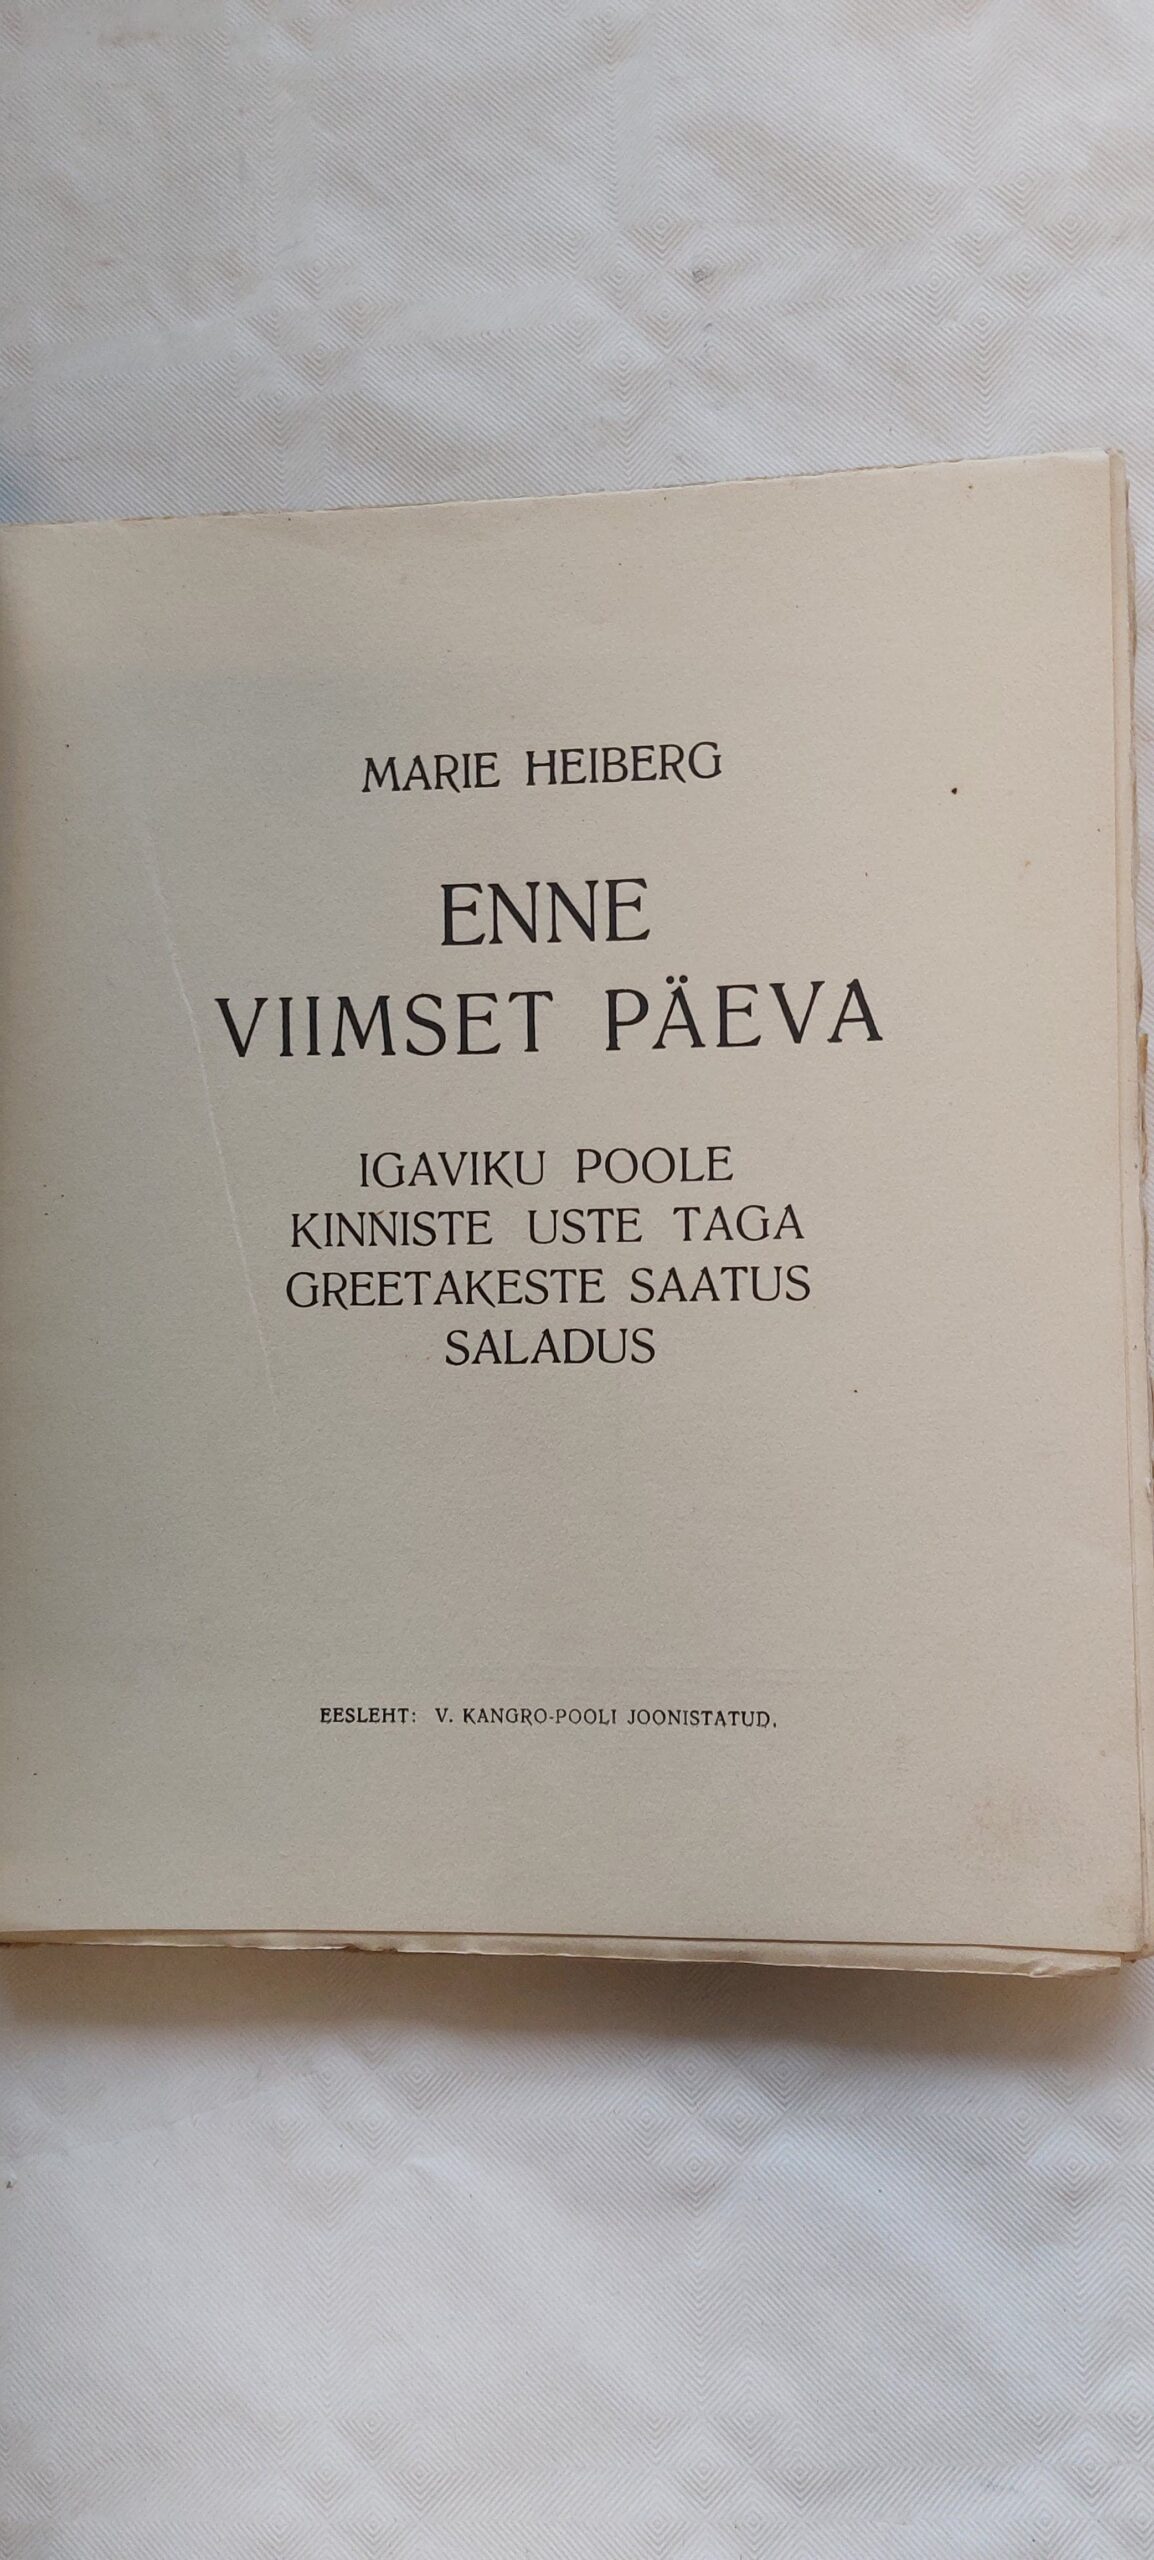 MARIE HEIBERG
ENNE
VIIMSET PÄEVA
IGAVIKU POOLE
KINNISTE USTE TAGA
GREETAKESTE SAATUS
SALADUS
EESLEHT: V. KANGRO-POOLI JOONISTATUD.